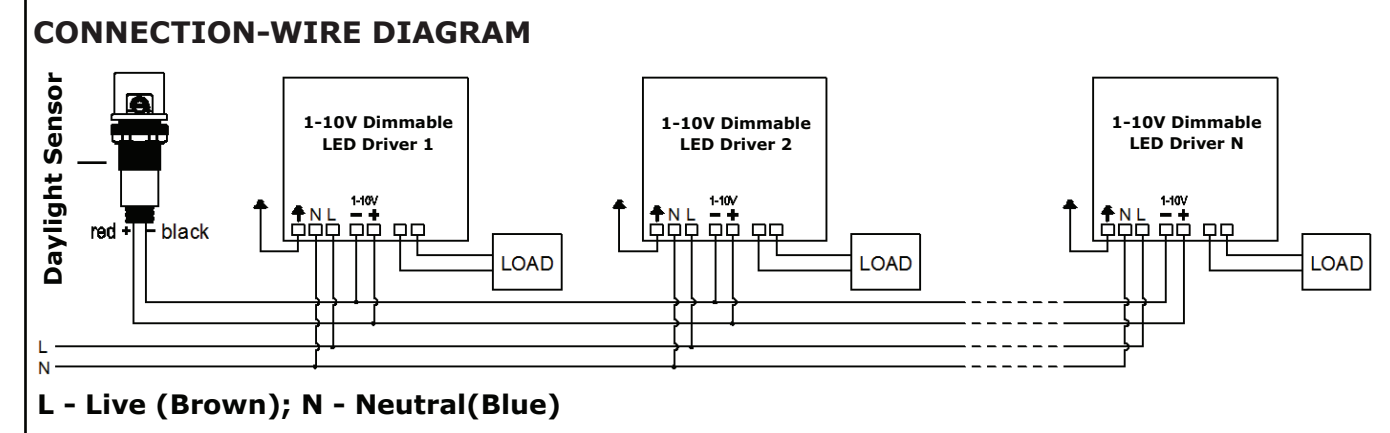 CONNECTION-WIRE DIAGRAM
Daylight Sensor
red + - black
1-10V Dimmable
LED Driver 1
N L
1-10V
- +
LOAD
1-10V Dimmable
LED Driver 2
N L
1-10V
- +
LOAD
1-10V Dimmable
LED Driver N
N L
1-10V
- +
LOAD
L
N
L - Live (Brown); N - Neutral(Blue)